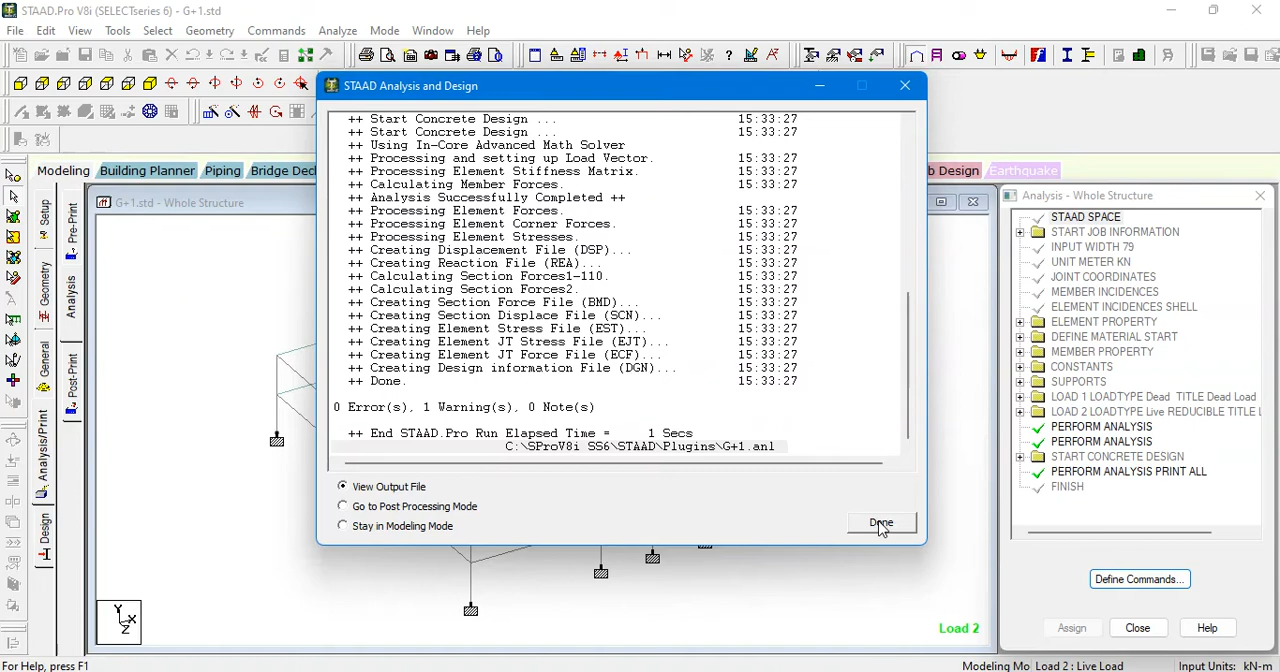 STAAD.Pro V8i (SELECTseries 6) - G+1.std
File Edit View Tools Select Geometry Commands Analyze Mode Window Help
STAAD Analysis and Design
++ Start Concrete Design ... 15:33:27
++ Start Concrete Design ... 15:33:27
++ Using In-Core Advanced Math Solver
++ Processing and setting up Load Vector. 15:33:27
++ Processing Element Stiffness Matrix. 15:33:27
++ Calculating Member Forces. 15:33:27
++ Analysis Successfully Completed ++
++ Processing Element Forces. 15:33:27
++ Processing Element Corner Forces. 15:33:27
++ Processing Element Stresses. 15:33:27
++ Creating Displacement File (DSP)... 15:33:27
++ Creating Reaction File (REA)... 15:33:27
++ Calculating Section Forces1-110. 15:33:27
++ Calculating Section Forces2. 15:33:27
++ Creating Section Force File (BMD)... 15:33:27
++ Creating Section Displace File (SCN)... 15:33:27
++ Creating Element Stress File (EST)... 15:33:27
++ Creating Element JT Stress File (EJT)... 15:33:27
++ Creating Element JT Force File (ECF)... 15:33:27
++ Creating Design information File (DGN)... 15:33:27
++ Done. 15:33:27
0 Error(s), 1 Warning(s), 0 Note(s)
++ End STAAD.Pro Run Elapsed Time = 1 Secs
C:\SProV8i SS6\STAAD\Plugins\G+1.anl
View Output File
Go to Post Processing Mode
Stay in Modeling Mode
Done
Modeling Building Planner Piping Bridge Dec
b Design Earthquake
G+1.std - Whole Structure
Setup
Geometry
General
Analysis/Print
Design
Pre-Print
Analysis
Post-Print
Analysis - Whole Structure
STAAD SPACE
START JOB INFORMATION
INPUT WIDTH 79
UNIT METER KN
JOINT COORDINATES
MEMBER INCIDENCES
ELEMENT INCIDENCES SHELL
ELEMENT PROPERTY
DEFINE MATERIAL START
MEMBER PROPERTY
CONSTANTS
SUPPORTS
LOAD 1 LOADTYPE Dead TITLE Dead Load
LOAD 2 LOADTYPE Live REDUCIBLE TITLE L
PERFORM ANALYSIS
PERFORM ANALYSIS
START CONCRETE DESIGN
PERFORM ANALYSIS PRINT ALL
FINISH
Define Commands...
Assign Close Help
Y
X
Z
Load 2
For Help, press F1
Modeling Mo Load 2 : Live Load Input Units: kN-m